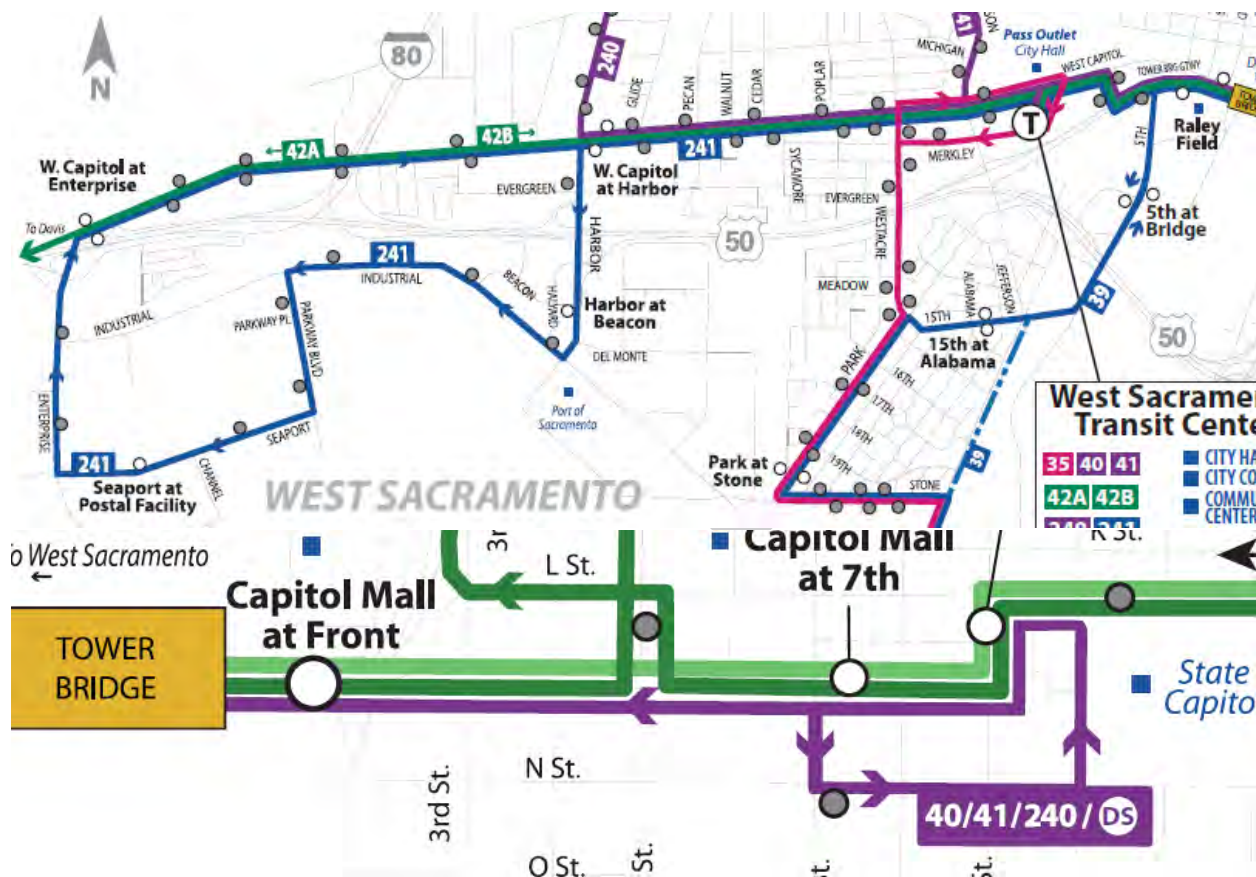 N
80
240
41
MICHIGAN
Pass Outlet
City Hall
WEST CAPITOL
TOWER BRG GTWY
GLIDE
PECAN
WALNUT
CEDAR
POPLAR
42A
42B
241
W. Capitol at
Enterprise
To Davis
EVERGREEN
W. Capitol
at Harbor
SYCAMORE
EVERGREEN
MERKLEY
T
5TH
Raley
Field
WESTACRE
HARBOR
50
5th at
Bridge
241
INDUSTRIAL
INDUSTRIAL
BEACON
HALYARD
Harbor at
Beacon
PARKWAY PL
PARKWAY BLVD
DEL MONTE
MEADOW
15TH
ALABAMA
JEFFERSON
39
15th at
Alabama
50
Port of
Sacramento
PARK
16TH
17TH
18TH
19TH
39
ENTERPRISE
SEAPORT
CHANNEL
241
Seaport at
Postal Facility
WEST SACRAMENTO
Park at
Stone
STONE
West Sacrame
Transit Cente
35 40 41
42A 42B
240 241
CITY HA
CITY CO
COMMU
CENTER
o West Sacramento
←
TOWER
BRIDGE
Capitol Mall
at Front
L St.
Capitol Mall
at 7th
K St.
State
Capito
N St.
3rd St.
O St.
St.
St.
40/41/240/DS